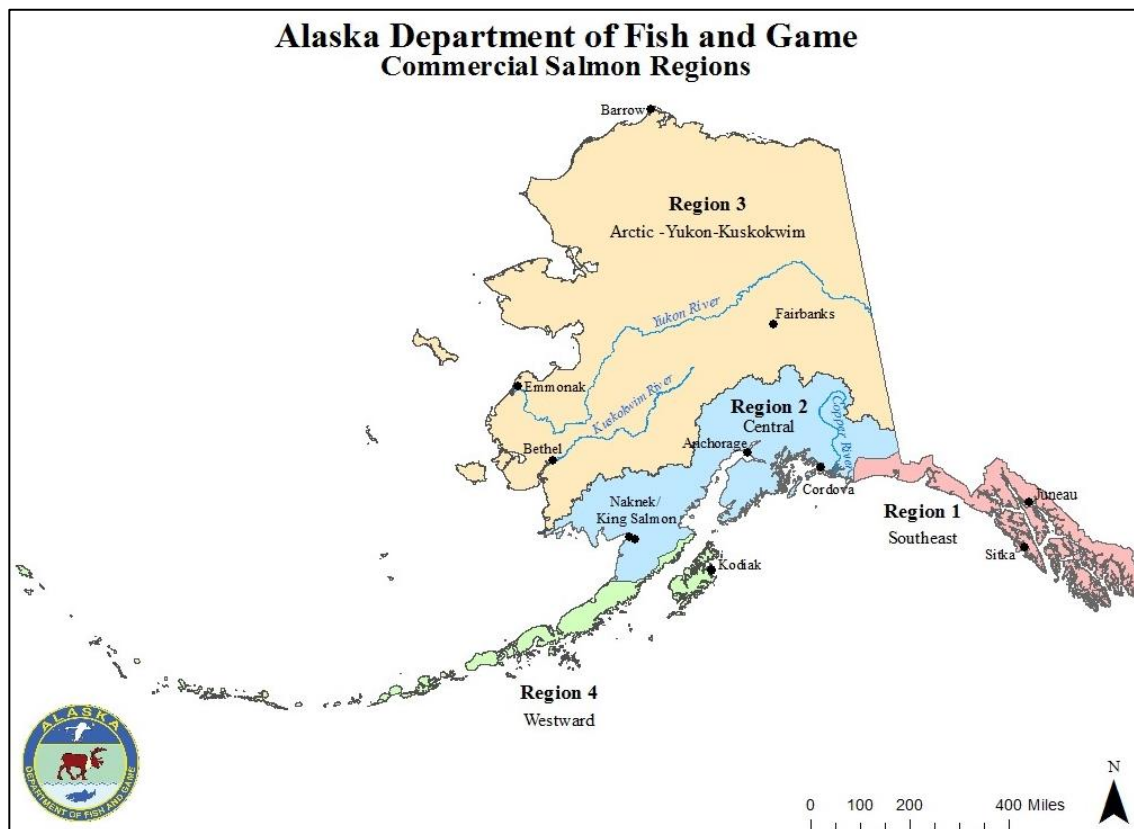 Alaska Department of Fish and Game
Commercial Salmon Regions
Barrow
Region 3
Arctic -Yukon-Kuskokwim
Yukon River
Fairbanks
Emmonak
Kuskokwim River
Region 2
Central
Copper River
Bethel
Anchorage
Cordova
Naknek/
King Salmon
Region 1
Southeast
Juneau
Sitka
Kodiak
Region 4
Westward
ALASKA
DEPARTMENT OF FISH AND GAME
N
0 100 200 400 Miles